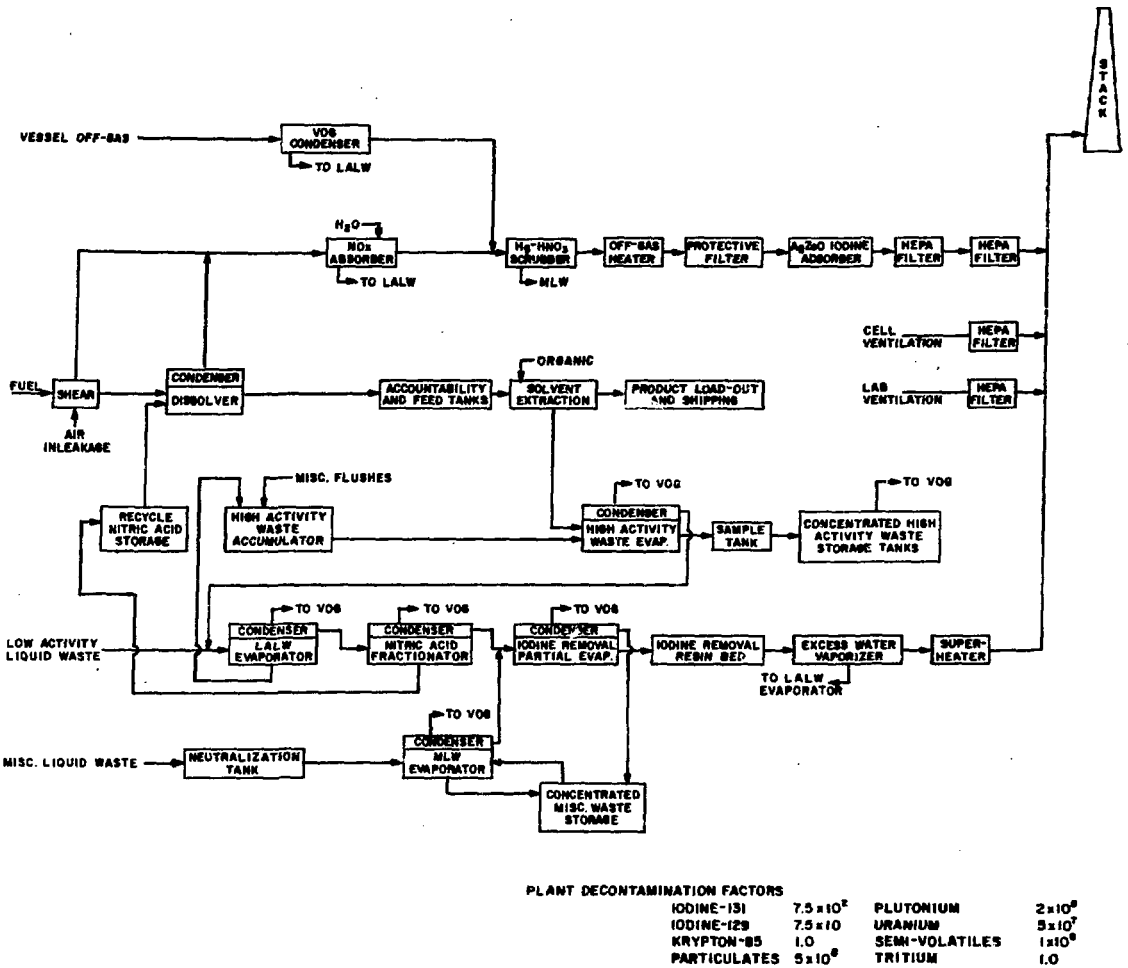 STACK
VESSEL OFF-GAS
VOG
CONDENSER
TO LALW
H₂O
NOx
ABSORBER
TO LALW
Hg-HNO₃
SCRUBBER
MLW
OFF-GAS
HEATER
PROTECTIVE
FILTER
AgZeO IODINE
ADSORBER
HEPA
FILTER
HEPA
FILTER
CELL
VENTILATION
HEPA
FILTER
FUEL
SHEAR
AIR
INLEAKAGE
CONDENSER
DISSOLVER
ACCOUNTABILITY
AND FEED TANKS
ORGANIC
SOLVENT
EXTRACTION
PRODUCT LOAD-OUT
AND SHIPPING
LAB
VENTILATION
HEPA
FILTER
RECYCLE
NITRIC ACID
STORAGE
MISC. FLUSHES
HIGH ACTIVITY
WASTE
ACCUMULATOR
TO VOG
CONDENSER
HIGH ACTIVITY
WASTE EVAP.
SAMPLE
TANK
TO VOG
CONCENTRATED HIGH
ACTIVITY WASTE
STORAGE TANKS
LOW ACTIVITY
LIQUID WASTE
TO VOG
CONDENSER
LALW
EVAPORATOR
TO VOG
CONDENSER
NITRIC ACID
FRACTIONATOR
TO VOG
CONDENSER
IODINE REMOVAL
PARTIAL EVAP.
IODINE REMOVAL
RESIN BED
EXCESS WATER
VAPORIZER
TO LALW
EVAPORATOR
SUPER-
HEATER
MISC. LIQUID WASTE
NEUTRALIZATION
TANK
TO VOG
CONDENSER
MLW
EVAPORATOR
CONCENTRATED
MISC. WASTE
STORAGE
PLANT DECONTAMINATION FACTORS
IODINE-131 7.5x10² PLUTONIUM
IODINE-129 7.5x10 URANIUM 5x10⁷
KRYPTON-85 1.0 SEMI-VOLATILES
PARTICULATES TRITIUM 1.0